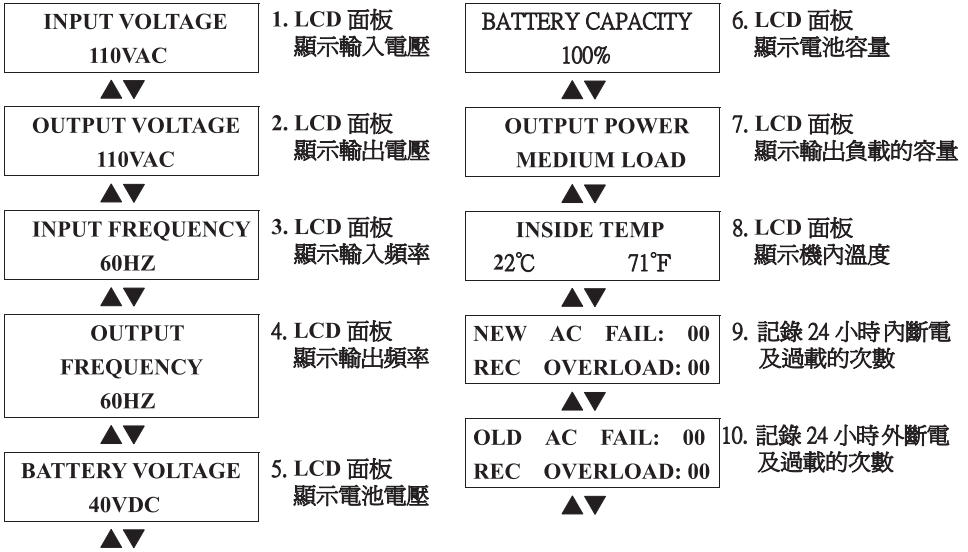 INPUT VOLTAGE
110VAC
1. LCD 面板
顯示輸入電壓
▲▼
OUTPUT VOLTAGE
110VAC
2. LCD 面板
顯示輸出電壓
▲▼
INPUT FREQUENCY
60HZ
3. LCD 面板
顯示輸入頻率
▲▼
OUTPUT
FREQUENCY
60HZ
4. LCD 面板
顯示輸出頻率
▲▼
BATTERY VOLTAGE
40VDC
5. LCD 面板
顯示電池電壓
▲▼
BATTERY CAPACITY
100%
6. LCD 面板
顯示電池容量
▲▼
OUTPUT POWER
MEDIUM LOAD
7. LCD 面板
顯示輸出負載的容量
▲▼
INSIDE TEMP
22℃ 71°F
8. LCD 面板
顯示機內溫度
▲▼
NEW AC FAIL: 00
REC OVERLOAD: 00
9. 記錄 24 小時內斷電
及過載的次數
▲▼
OLD AC FAIL: 00
REC OVERLOAD: 00
10. 記錄 24 小時外斷電
及過載的次數
▲▼